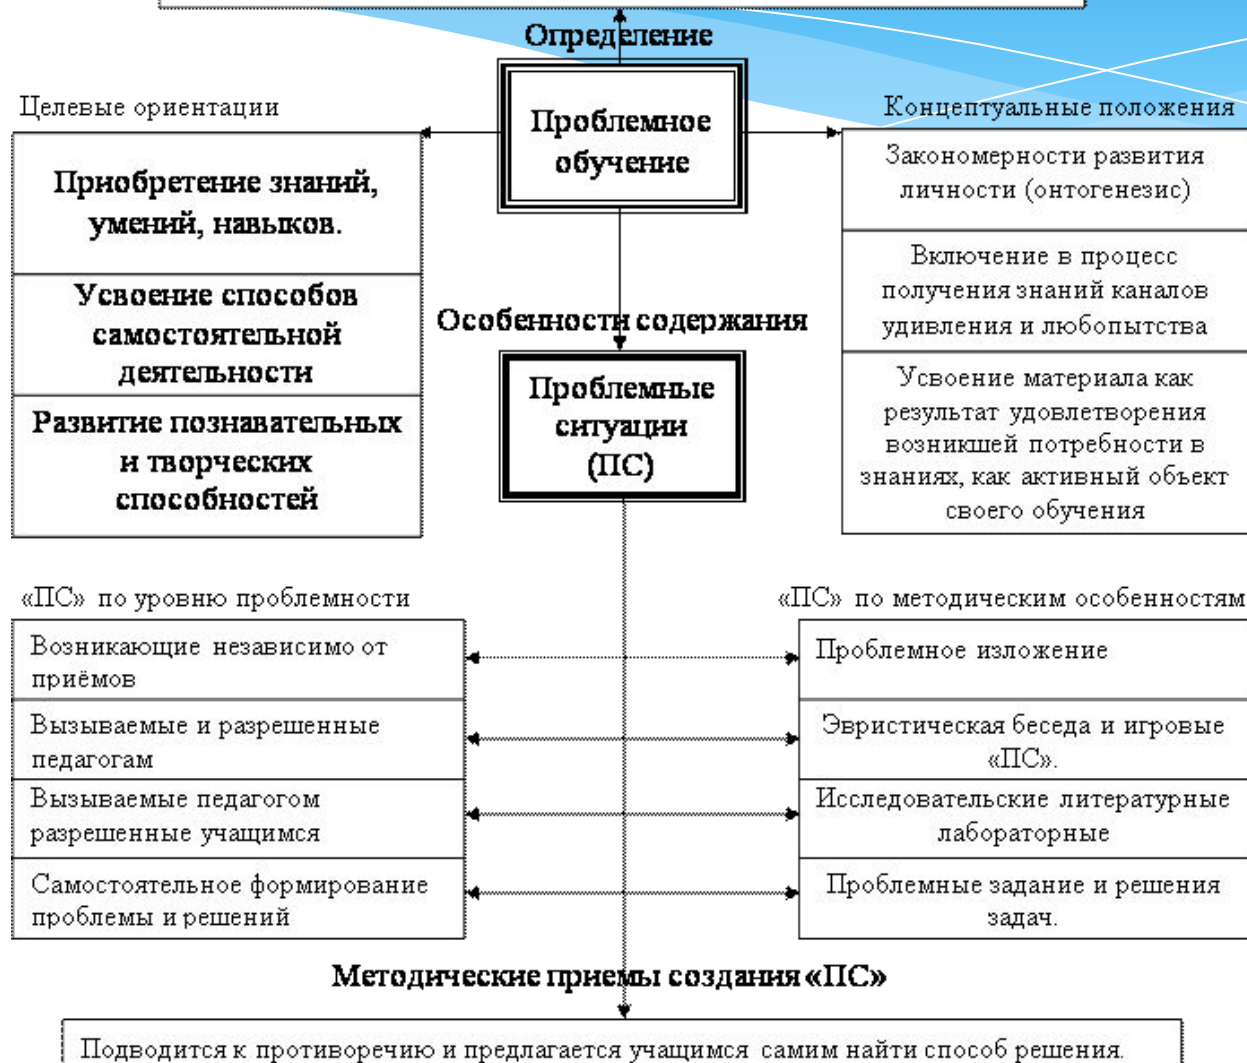 Определение
Проблемное
обучение
Целевые ориентации
Приобретение знаний,
умений, навыков.
Усвоение способов
самостоятельной
деятельности
Развитие познавательных
и творческих
способностей
Концептуальные положения
Закономерности развития
личности (онтогенезис)
Включение в процесс
получения знаний каналов
удивления и любопытства
Усвоение материала как
результат удовлетворения
возникшей потребности в
знаниях, как активный объект
своего обучения
Особенности содержания
Проблемные
ситуации
(ПС)
«ПС» по уровню проблемности
Возникающие независимо от
приёмов
Вызываемые и разрешенные
педагогам
Вызываемые педагогом
разрешенные учащимся
Самостоятельное формирование
проблемы и решений
«ПС» по методическим особенностям
Проблемное изложение
Эвристическая беседа и игровые
«ПС».
Исследовательские литературные
лабораторные
Проблемные задание и решения
задач.
Методические приемы создания «ПС»
Подводится к противоречию и предлагается учащимся самим найти способ решения.